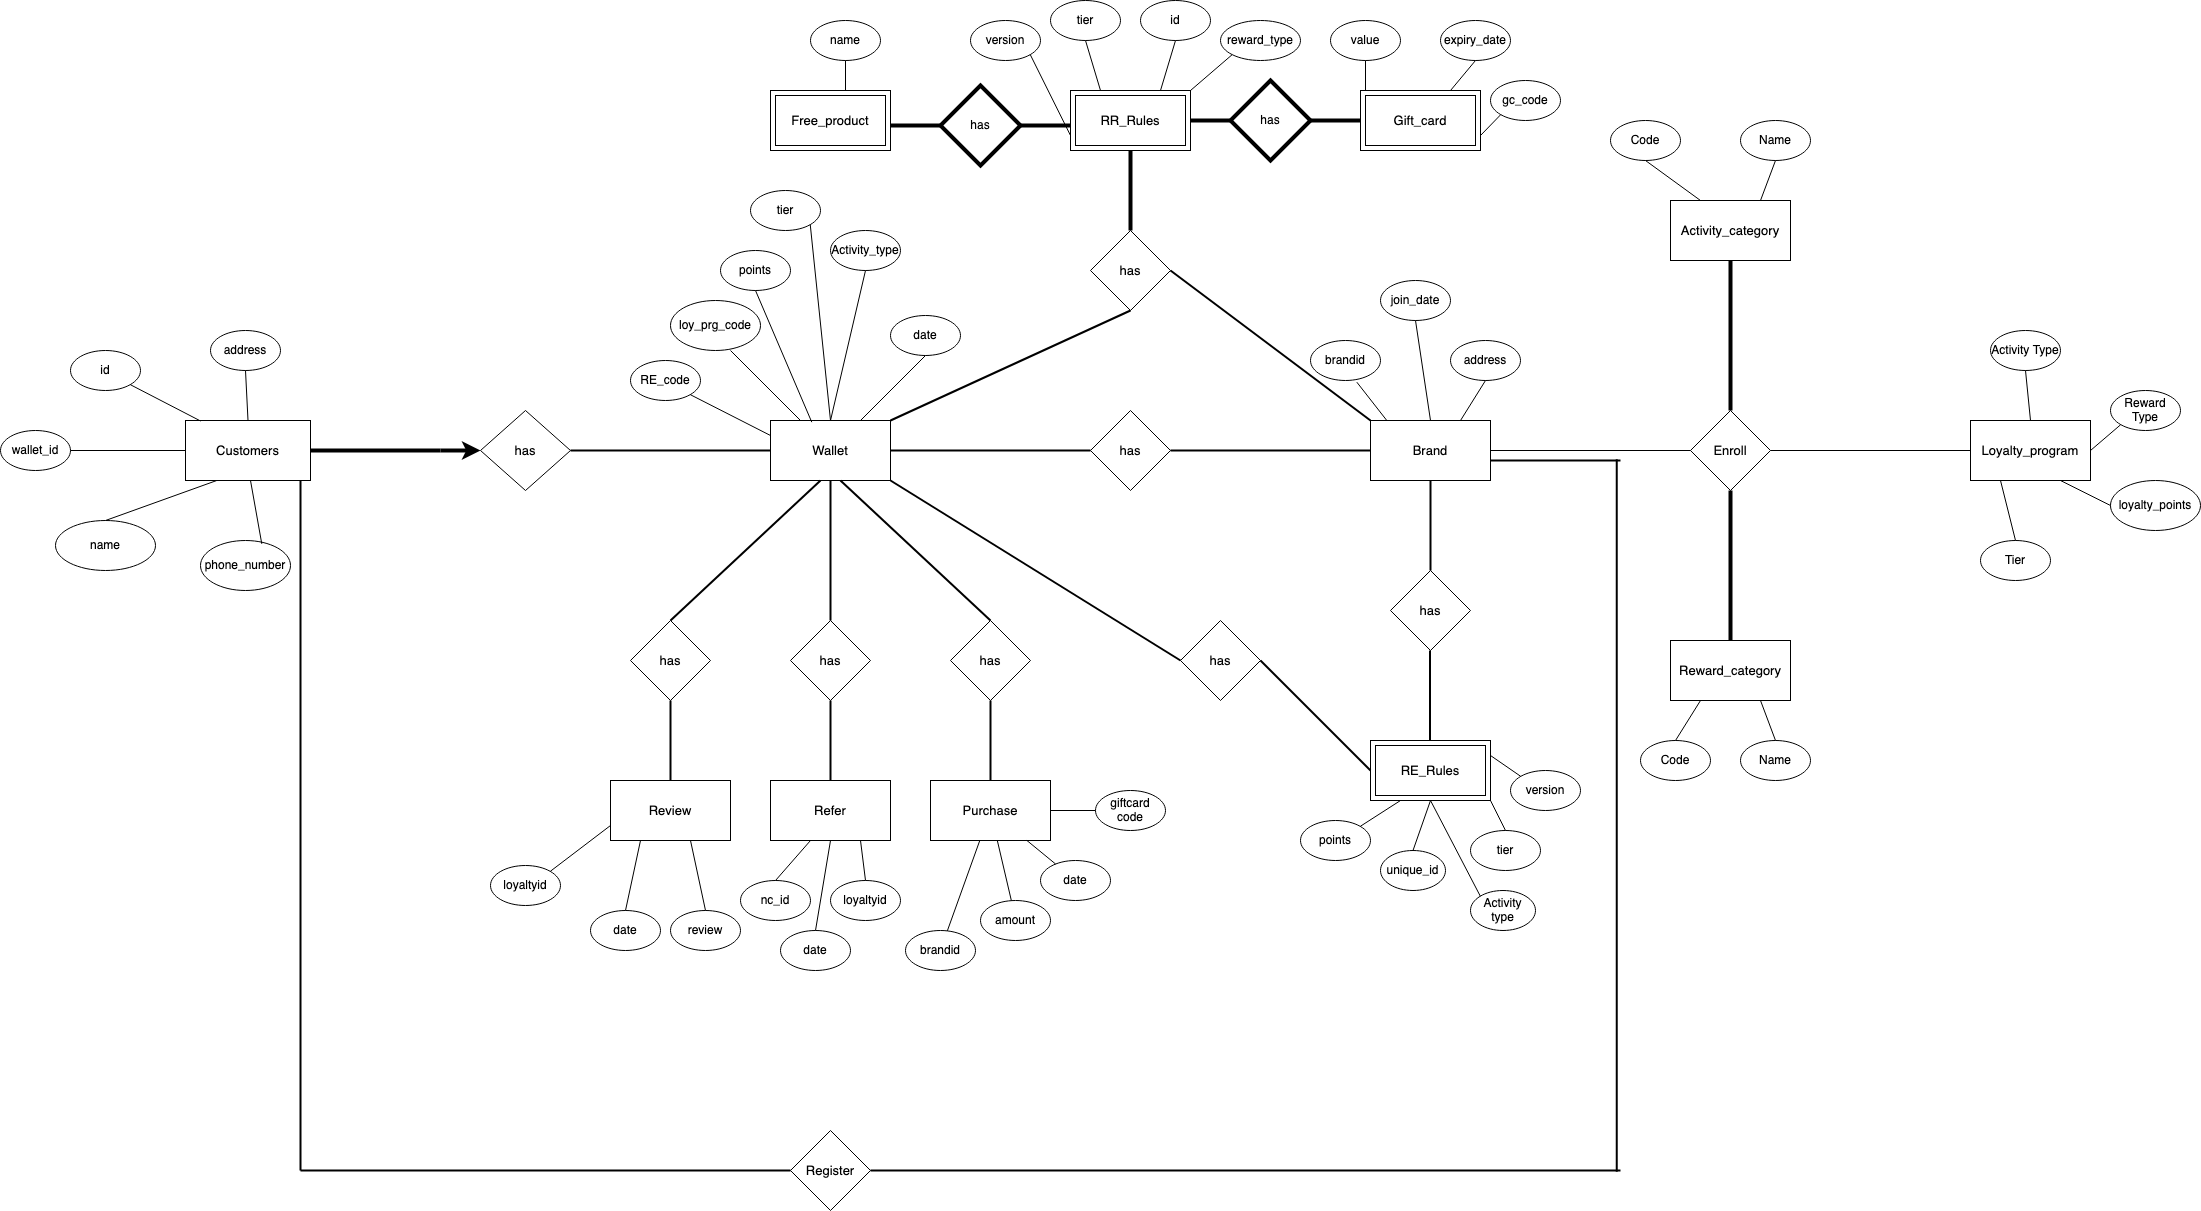 tier
id
name
version
reward_type
value
expiry_date
gc_code
Free_product
has
RR_Rules
has
Gift_card
Code
Name
tier
Activity_category
Activity_type
points
has
join_date
loy_prg_code
date
address
id
RE_code
brandid
address
Activity Type
Reward
Type
wallet_id
Customers
has
Wallet
has
Brand
Enroll
Loyalty_program
loyalty_points
name
phone_number
Tier
has
has
has
has
has
Reward_category
Code
Name
RE_Rules
version
Review
Refer
Purchase
giftcard
code
points
unique_id
tier
Activity
type
loyaltyid
date
review
nc_id
date
loyaltyid
brandid
amount
date
Register